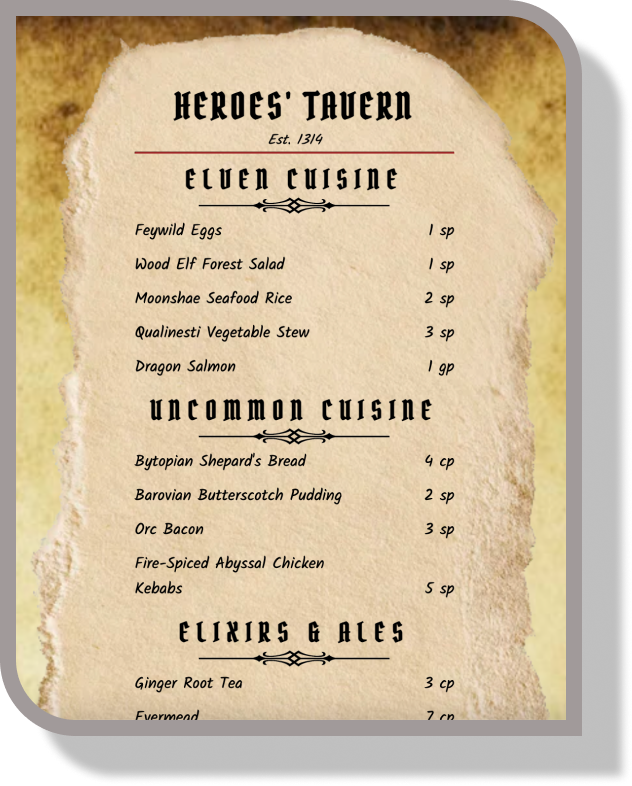 HEROES' TAVERN
Est. 1314
ELVEN CUISINE
Feywild Eggs 1 sp
Wood Elf Forest Salad 1 sp
Moonshae Seafood Rice 2 sp
Qualinesti Vegetable Stew 3 sp
Dragon Salmon 1 gp
UNCOMMON CUISINE
Bytopian Shepard's Bread 4 cp
Barovian Butterscotch Pudding 2 sp
Orc Bacon 3 sp
Fire-Spiced Abyssal Chicken
Kebabs 5 sp
ELIXIRS & ALES
Ginger Root Tea 3 cp
Evermead 7 cp